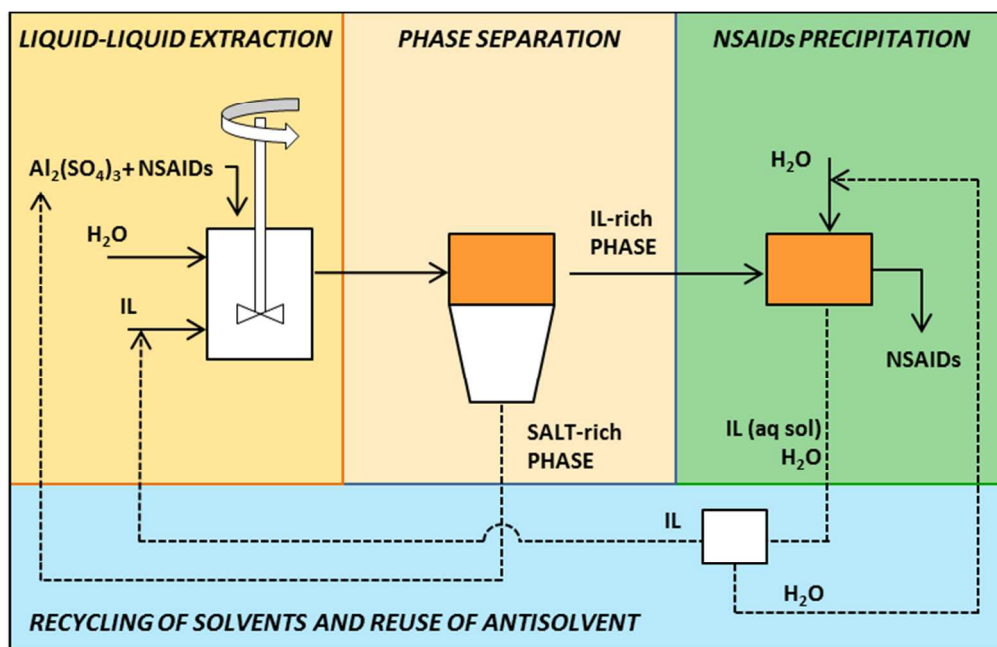 LIQUID-LIQUID EXTRACTION
PHASE SEPARATION
NSAIDs PRECIPITATION
Al₂(SO₄)₃+ NSAIDs
H₂O
IL
IL-rich
PHASE
H₂O
NSAIDs
SALT-rich
PHASE
IL (aq sol)
H₂O
IL
H₂O
RECYCLING OF SOLVENTS AND REUSE OF ANTISOLVENT